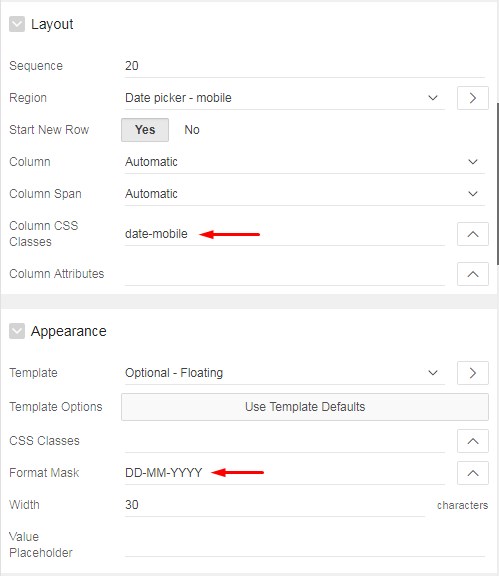 Layout
Sequence 20
Region Date picker - mobile
Start New Row Yes No
Column Automatic
Column Span Automatic
Column CSS
Classes date-mobile
Column Attributes
Appearance
Template Optional - Floating
Template Options Use Template Defaults
CSS Classes
Format Mask DD-MM-YYYY
Width 30 characters
Value
Placeholder